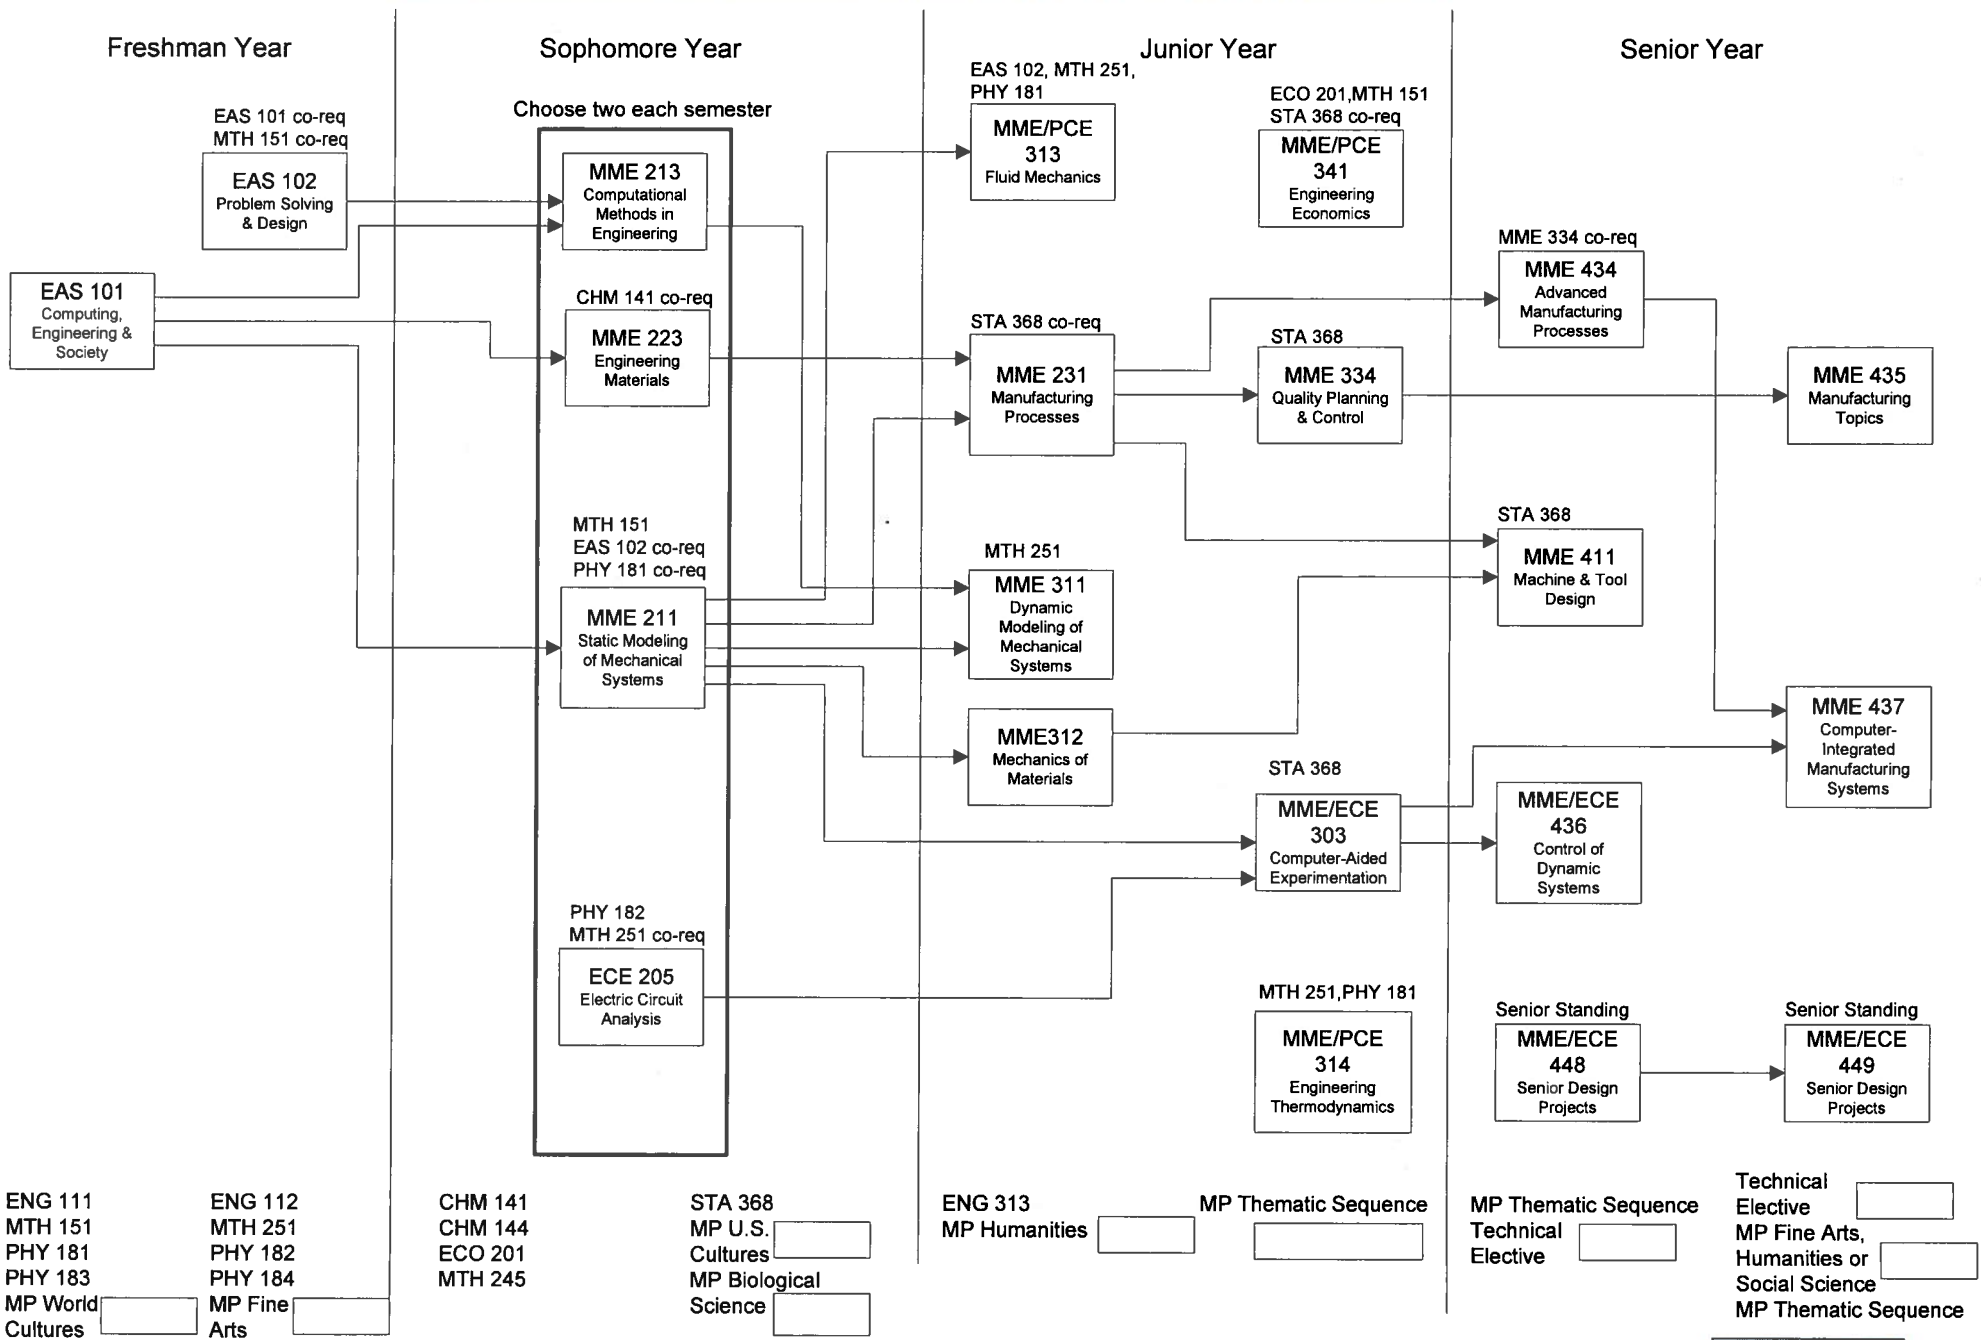 Freshman Year
Sophomore Year
Junior Year
Senior Year
EAS 101 co-req
MTH 151 co-req
EAS 102
Problem Solving
& Design
EAS 101
Computing,
Engineering &
Society
Choose two each semester
MME 213
Computational
Methods in
Engineering
CHM 141 co-req
MME 223
Engineering
Materials
MTH 151
EAS 102 co-req
PHY 181 co-req
MME 211
Static Modeling
of Mechanical
Systems
PHY 182
MTH 251 co-req
ECE 205
Electric Circuit
Analysis
EAS 102, MTH 251,
PHY 181
MME/PCE
313
Fluid Mechanics
STA 368 co-req
MME 231
Manufacturing
Processes
MTH 251
MME 311
Dynamic
Modeling of
Mechanical
Systems
MME312
Mechanics of
Materials
ECO 201,MTH 151
STA 368 co-req
MME/PCE
341
Engineering
Economics
STA 368
MME 334
Quality Planning
& Control
STA 368
MME/ECE
303
Computer-Aided
Experimentation
MTH 251,PHY 181
MME/PCE
314
Engineering
Thermodynamics
MME 334 co-req
MME 434
Advanced
Manufacturing
Processes
STA 368
MME 411
Machine & Tool
Design
MME/ECE
436
Control of
Dynamic
Systems
Senior Standing
MME/ECE
448
Senior Design
Projects
MME 435
Manufacturing
Topics
MME 437
Computer-
Integrated
Manufacturing
Systems
Senior Standing
MME/ECE
449
Senior Design
Projects
ENG 111
MTH 151
PHY 181
PHY 183
MP World
Cultures
ENG 112
MTH 251
PHY 182
PHY 184
MP Fine
Arts
CHM 141
CHM 144
ECO 201
MTH 245
STA 368
MP U.S.
Cultures
MP Biological
Science
ENG 313
MP Humanities
MP Thematic Sequence
MP Thematic Sequence
Technical
Elective
Technical
Elective
MP Fine Arts,
Humanities or
Social Science
MP Thematic Sequence